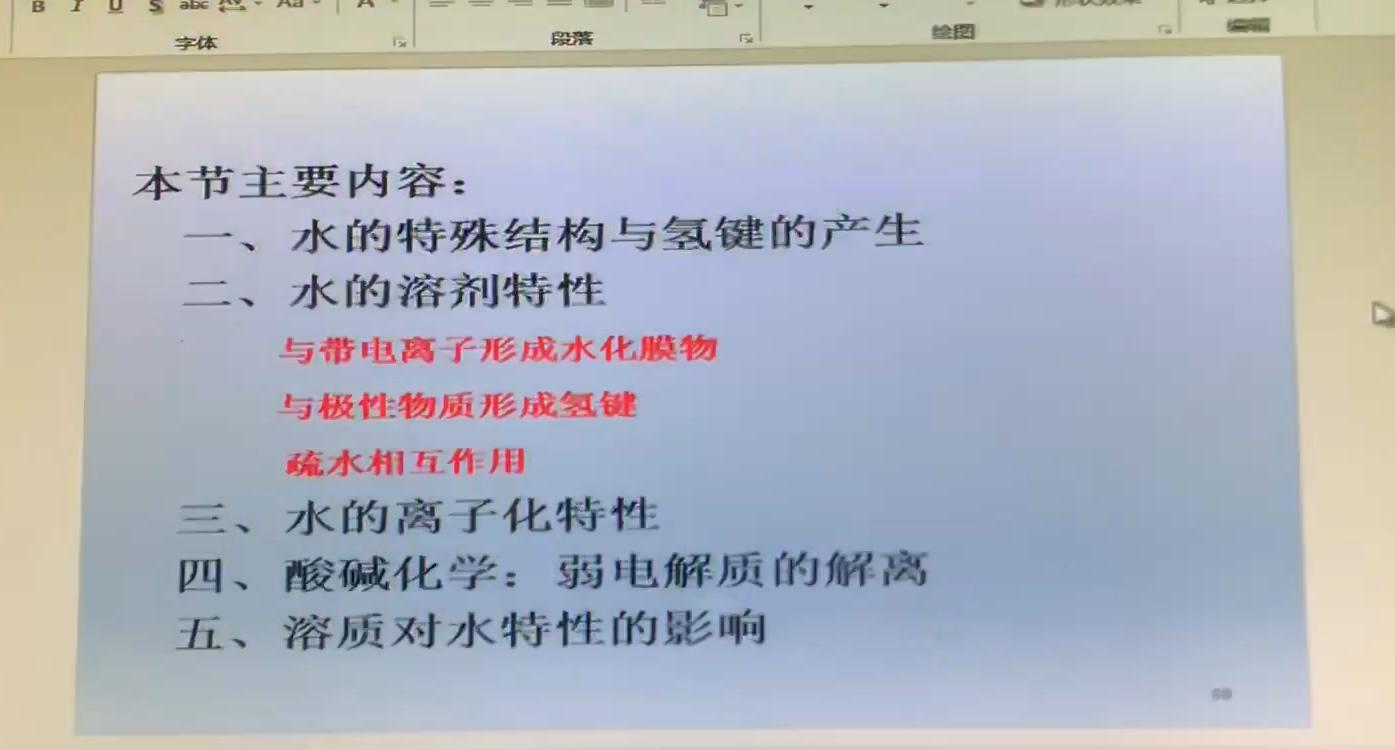 B I U S abc Aa A
字体 段落 绘图 编辑
本节主要内容：
一、水的特殊结构与氢键的产生
二、水的溶剂特性
与带电离子形成水化膜物
与极性物质形成氢键
疏水相互作用
三、水的离子化特性
四、酸碱化学：弱电解质的解离
五、溶质对水特性的影响